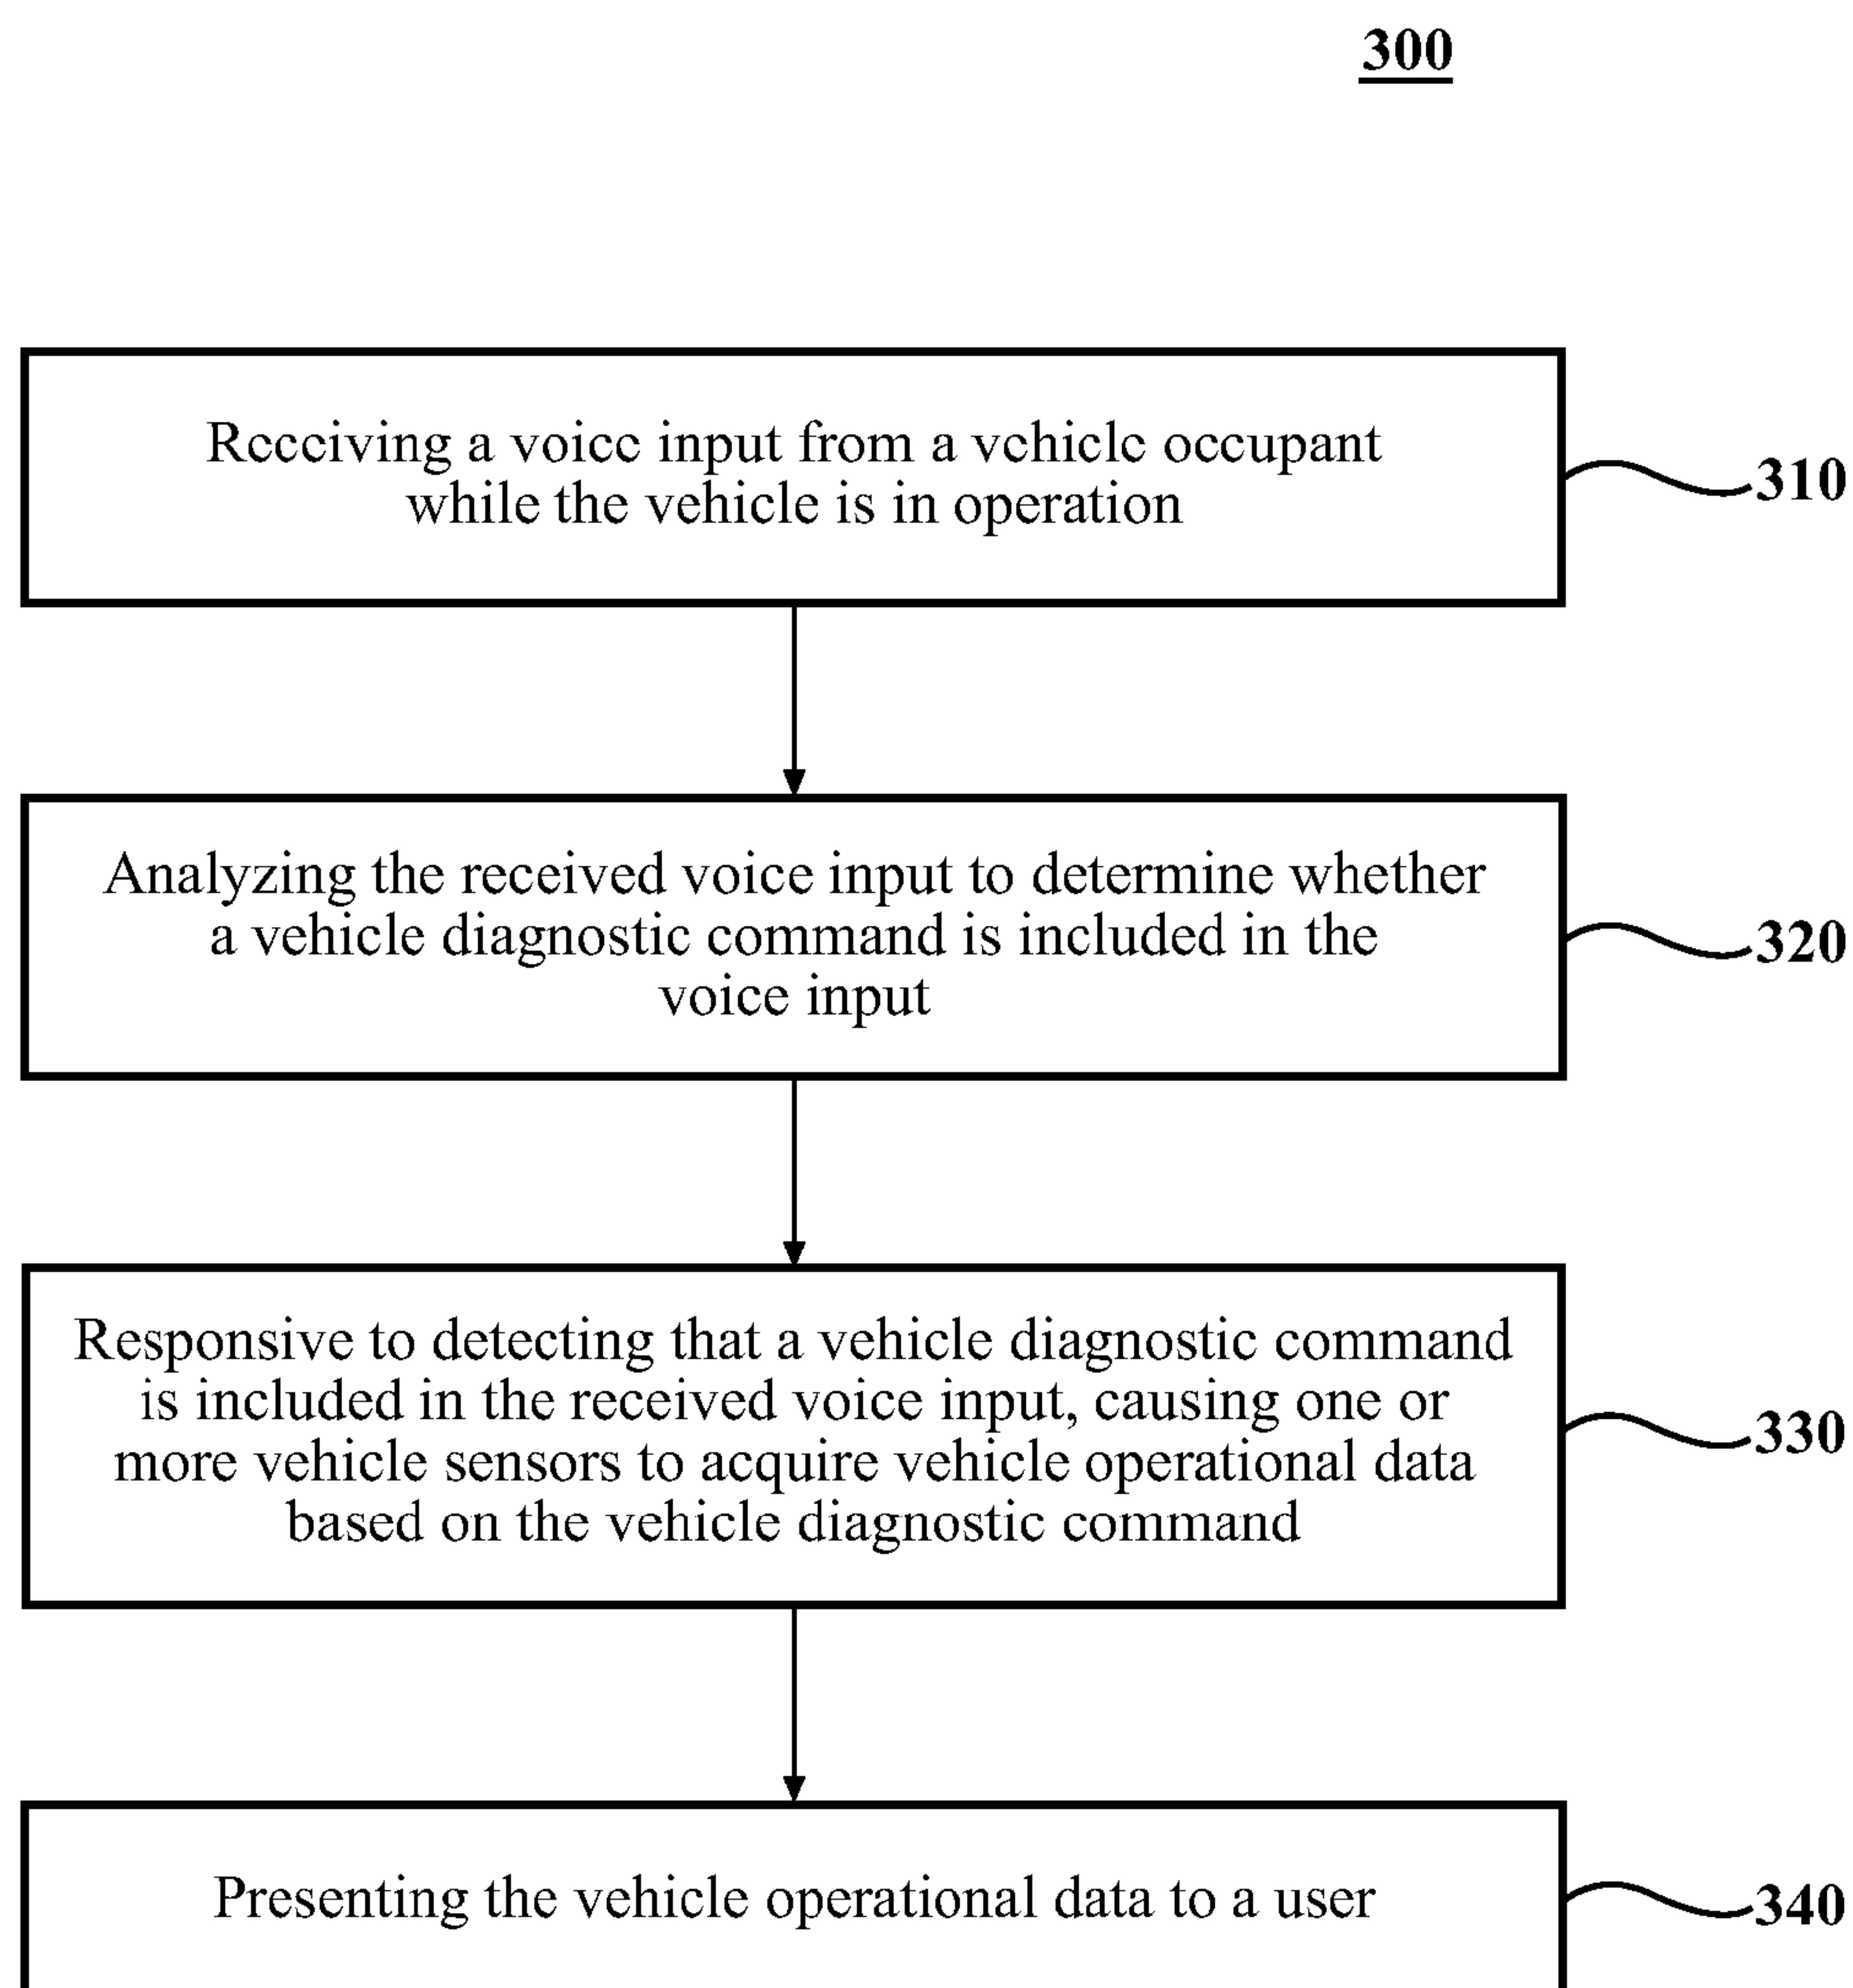 300
Receiving a voice input from a vehicle occupant
while the vehicle is in operation
310
Analyzing the received voice input to determine whether
a vehicle diagnostic command is included in the
voice input
320
Responsive to detecting that a vehicle diagnostic command
is included in the received voice input, causing one or
more vehicle sensors to acquire vehicle operational data
based on the vehicle diagnostic command
330
Presenting the vehicle operational data to a user
340